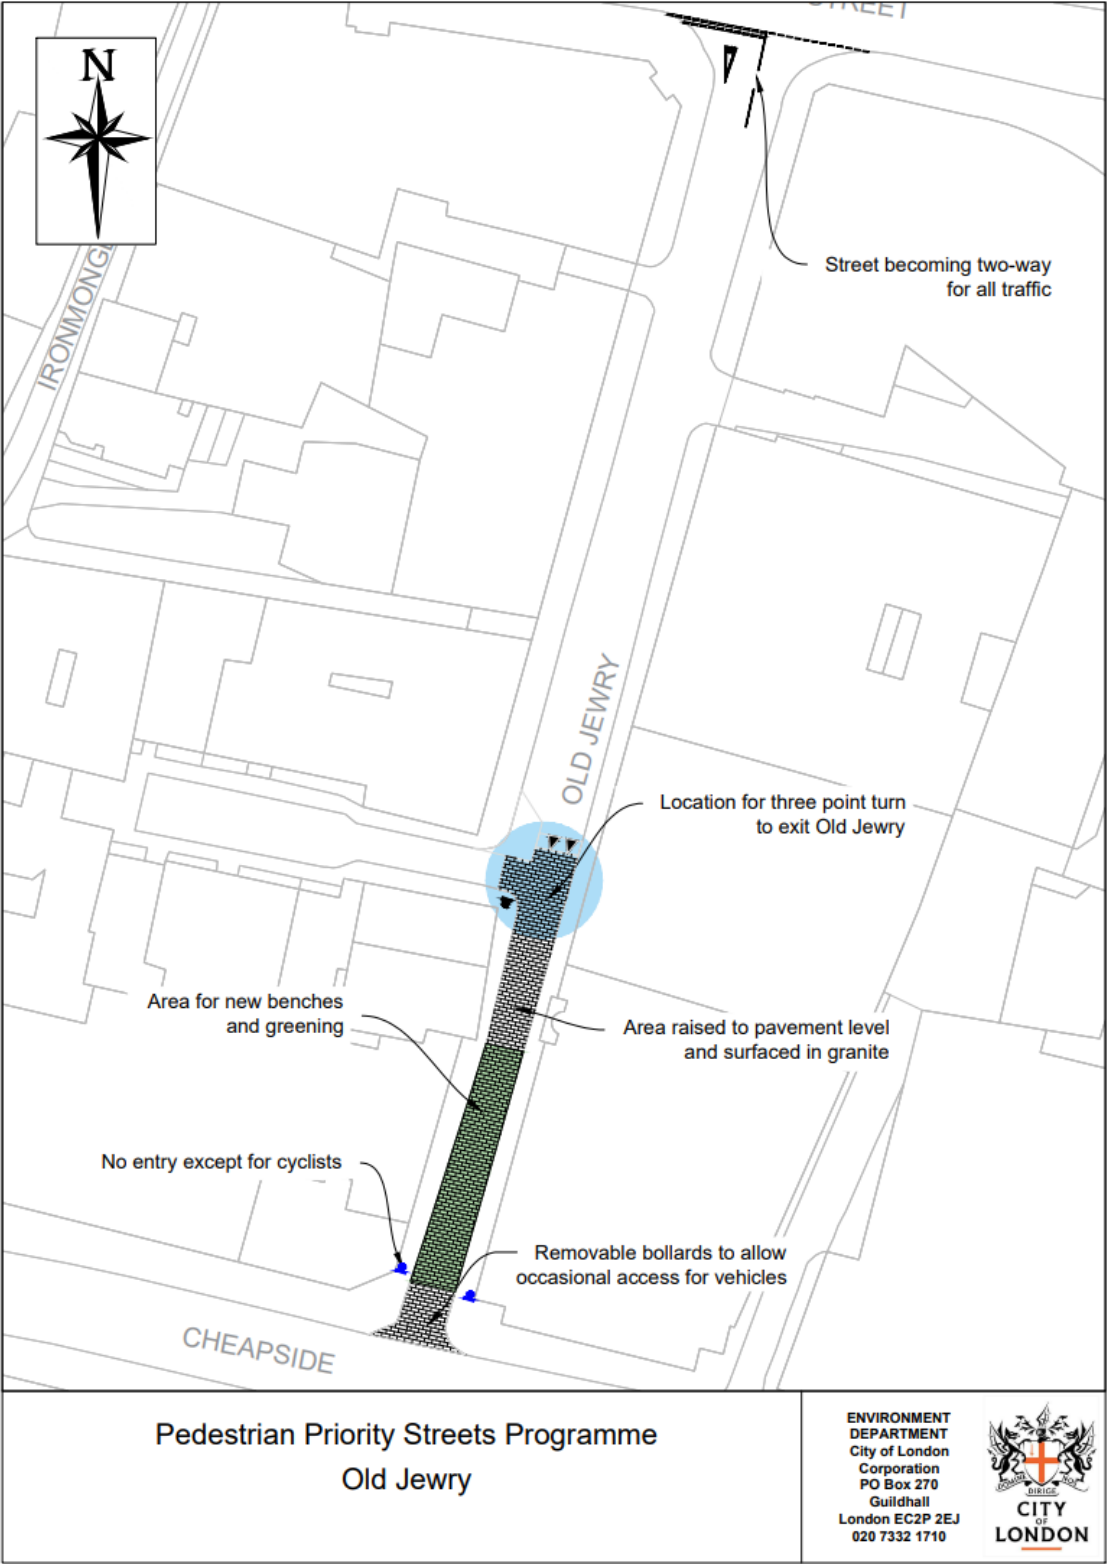 STREET
N
IRONMONGE
Street becoming two-way
for all traffic
OLD JEWRY
Location for three point turn
to exit Old Jewry
Area for new benches
and greening
Area raised to pavement level
and surfaced in granite
No entry except for cyclists
Removable bollards to allow
occasional access for vehicles
CHEAPSIDE
Pedestrian Priority Streets Programme
Old Jewry
ENVIRONMENT
DEPARTMENT
City of London
Corporation
PO Box 270
Guildhall
London EC2P 2EJ
020 7332 1710
DOMINE DIRIGE NOS
CITY
OF
LONDON